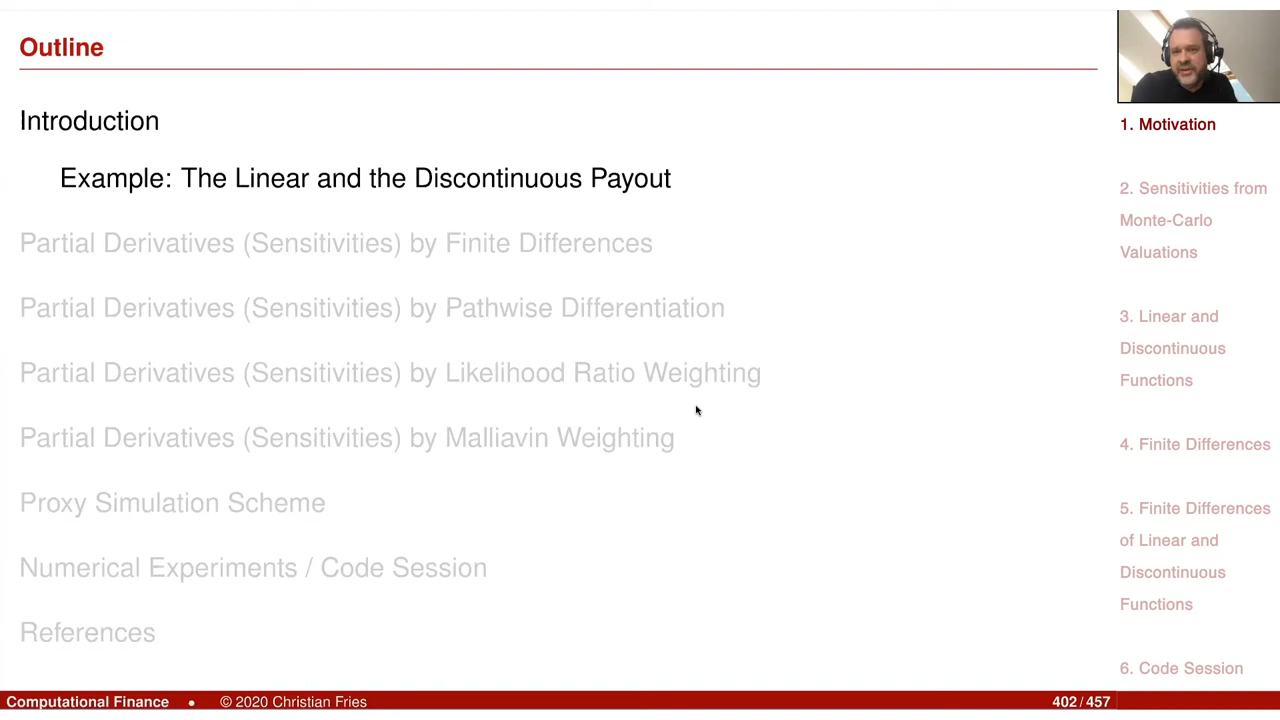 Outline
Introduction
Example: The Linear and the Discontinuous Payout
Partial Derivatives (Sensitivities) by Finite Differences
Partial Derivatives (Sensitivities) by Pathwise Differentiation
Partial Derivatives (Sensitivities) by Likelihood Ratio Weighting
Partial Derivatives (Sensitivities) by Malliavin Weighting
Proxy Simulation Scheme
Numerical Experiments / Code Session
References
1. Motivation
2. Sensitivities from
Monte-Carlo
Valuations
3. Linear and
Discontinuous
Functions
4. Finite Differences
5. Finite Differences
of Linear and
Discontinuous
Functions
6. Code Session
Computational Finance • © 2020 Christian Fries 402 / 457